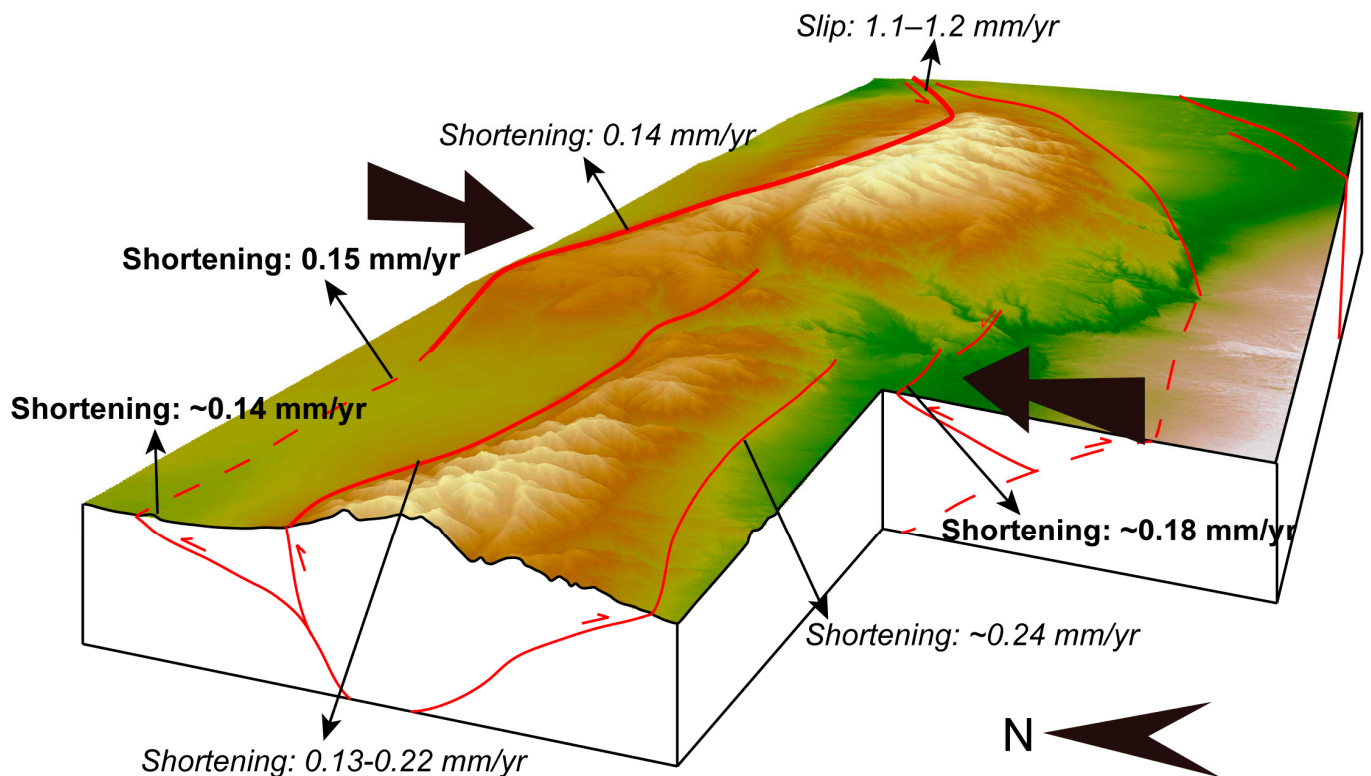 Slip: 1.1–1.2 mm/yr
Shortening: 0.14 mm/yr
Shortening: 0.15 mm/yr
Shortening: ~0.14 mm/yr
Shortening: ~0.18 mm/yr
Shortening: ~0.24 mm/yr
N
Shortening: 0.13-0.22 mm/yr